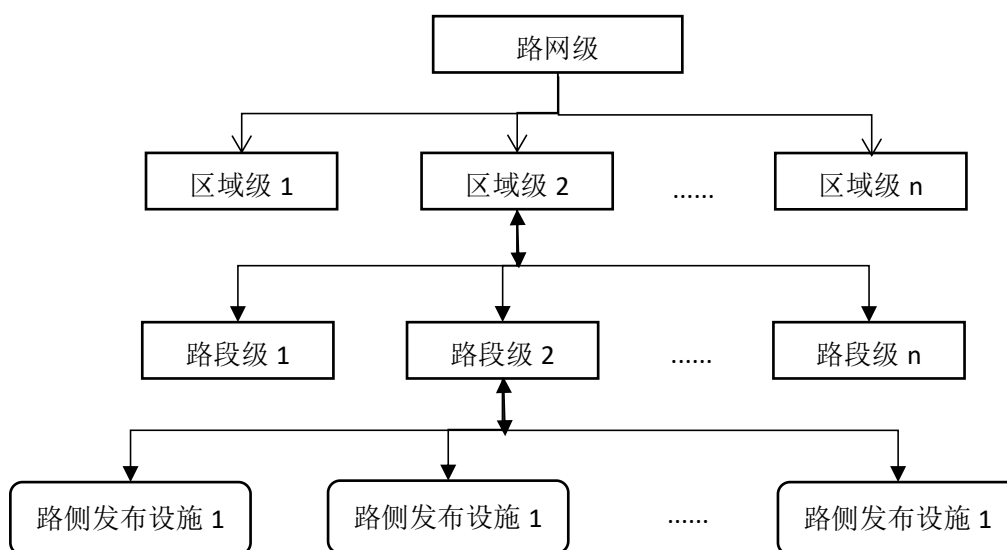 路网级
区域级 1 区域级 2 ...... 区域级 n
路段级 1 路段级 2 ...... 路段级 n
路侧发布设施 1 路侧发布设施 1 ...... 路侧发布设施 1